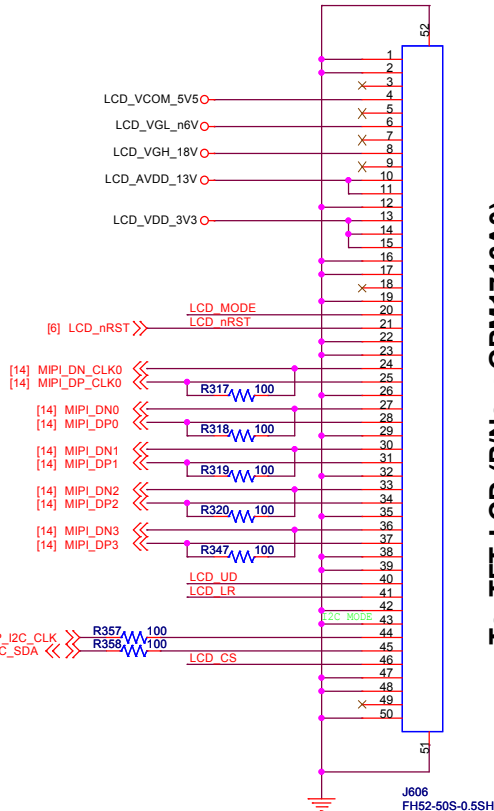 52
1
2
3
LCD_VCOM_5V5 4
5
LCD_VGL_n6V 6
7
LCD_VGH_18V 8
9
LCD_AVDD_13V 10
11
12
LCD_VDD_3V3 13
14
15
16
17
18
19
LCD_MODE 20
[6] LCD_nRST LCD_nRST 21
22
23
[14] MIPI_DN_CLK0 24
[14] MIPI_DP_CLK0 25
R317 100 26
[14] MIPI_DN0 27
[14] MIPI_DP0 28
R318 100 29
[14] MIPI_DN1 30
[14] MIPI_DP1 31
R319 100 32
[14] MIPI_DN2 33
[14] MIPI_DP2 34
R320 100 35
[14] MIPI_DN3 36
[14] MIPI_DP3 37
R347 100 38
39
LCD_UD 40
LCD_LR 41
42
I2C MODE 43
P_I2C_CLK R357 100 44
C_SDA R358 100 45
LCD_CS 46
47
48
49
50
51
J606
FH52-50S-0.5SH